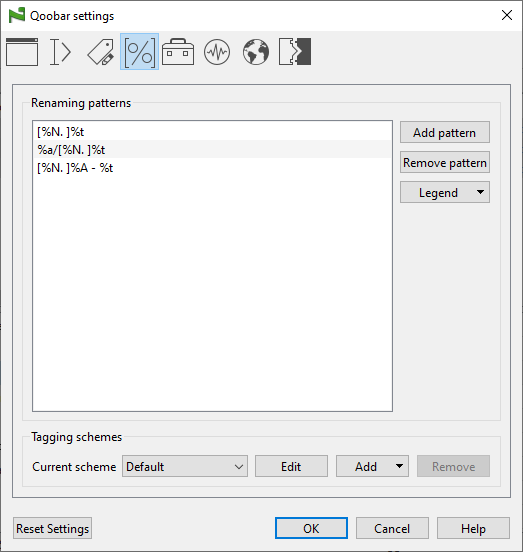 Qoobar settings
Renaming patterns
[%N. ]%t
%a/[%N. ]%t
[%N. ]%A - %t
Add pattern
Remove pattern
Legend
Tagging schemes
Current scheme
Default
Edit
Add
Remove
Reset Settings
OK
Cancel
Help